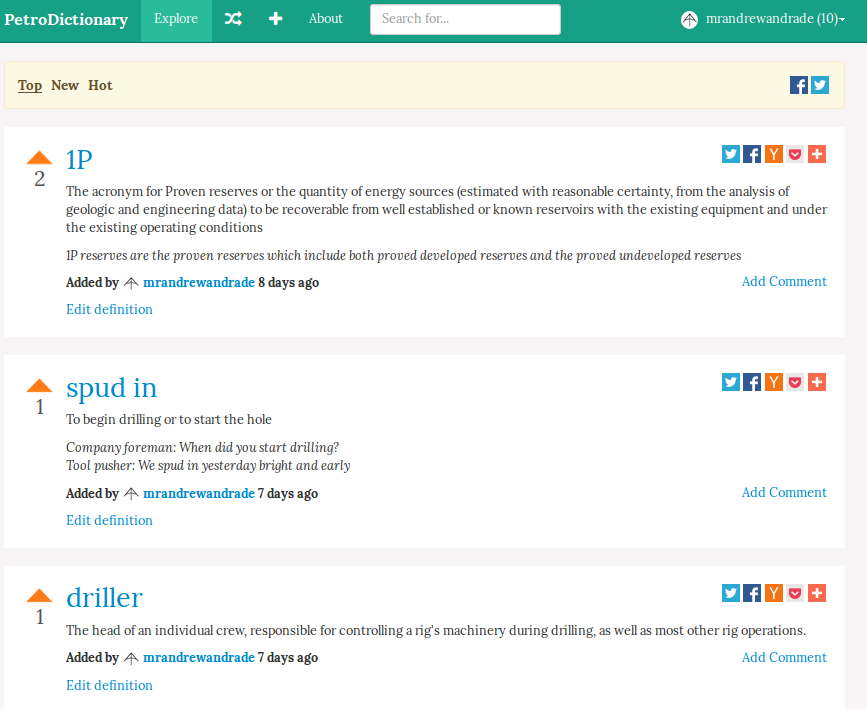 PetroDictionary Explore About Search for... mrandrewandrade (10)
Top New Hot
1P
2
The acronym for Proven reserves or the quantity of energy sources (estimated with reasonable certainty, from the analysis of
geologic and engineering data) to be recoverable from well established or known reservoirs with the existing equipment and under
the existing operating conditions
1P reserves are the proven reserves which include both proved developed reserves and the proved undeveloped reserves
Added by mrandrewandrade 8 days ago Add Comment
Edit definition
spud in
1
To begin drilling or to start the hole
Company foreman: When did you start drilling?
Tool pusher: We spud in yesterday bright and early
Added by mrandrewandrade 7 days ago Add Comment
Edit definition
driller
1
The head of an individual crew, responsible for controlling a rig's machinery during drilling, as well as most other rig operations.
Added by mrandrewandrade 7 days ago Add Comment
Edit definition